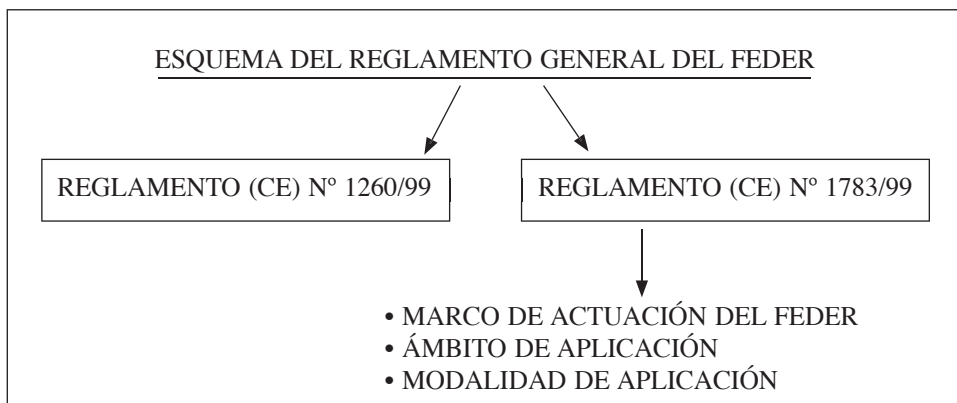 ESQUEMA DEL REGLAMENTO GENERAL DEL FEDER
REGLAMENTO (CE) Nº 1260/99
REGLAMENTO (CE) Nº 1783/99
• MARCO DE ACTUACIÓN DEL FEDER
• ÁMBITO DE APLICACIÓN
• MODALIDAD DE APLICACIÓN